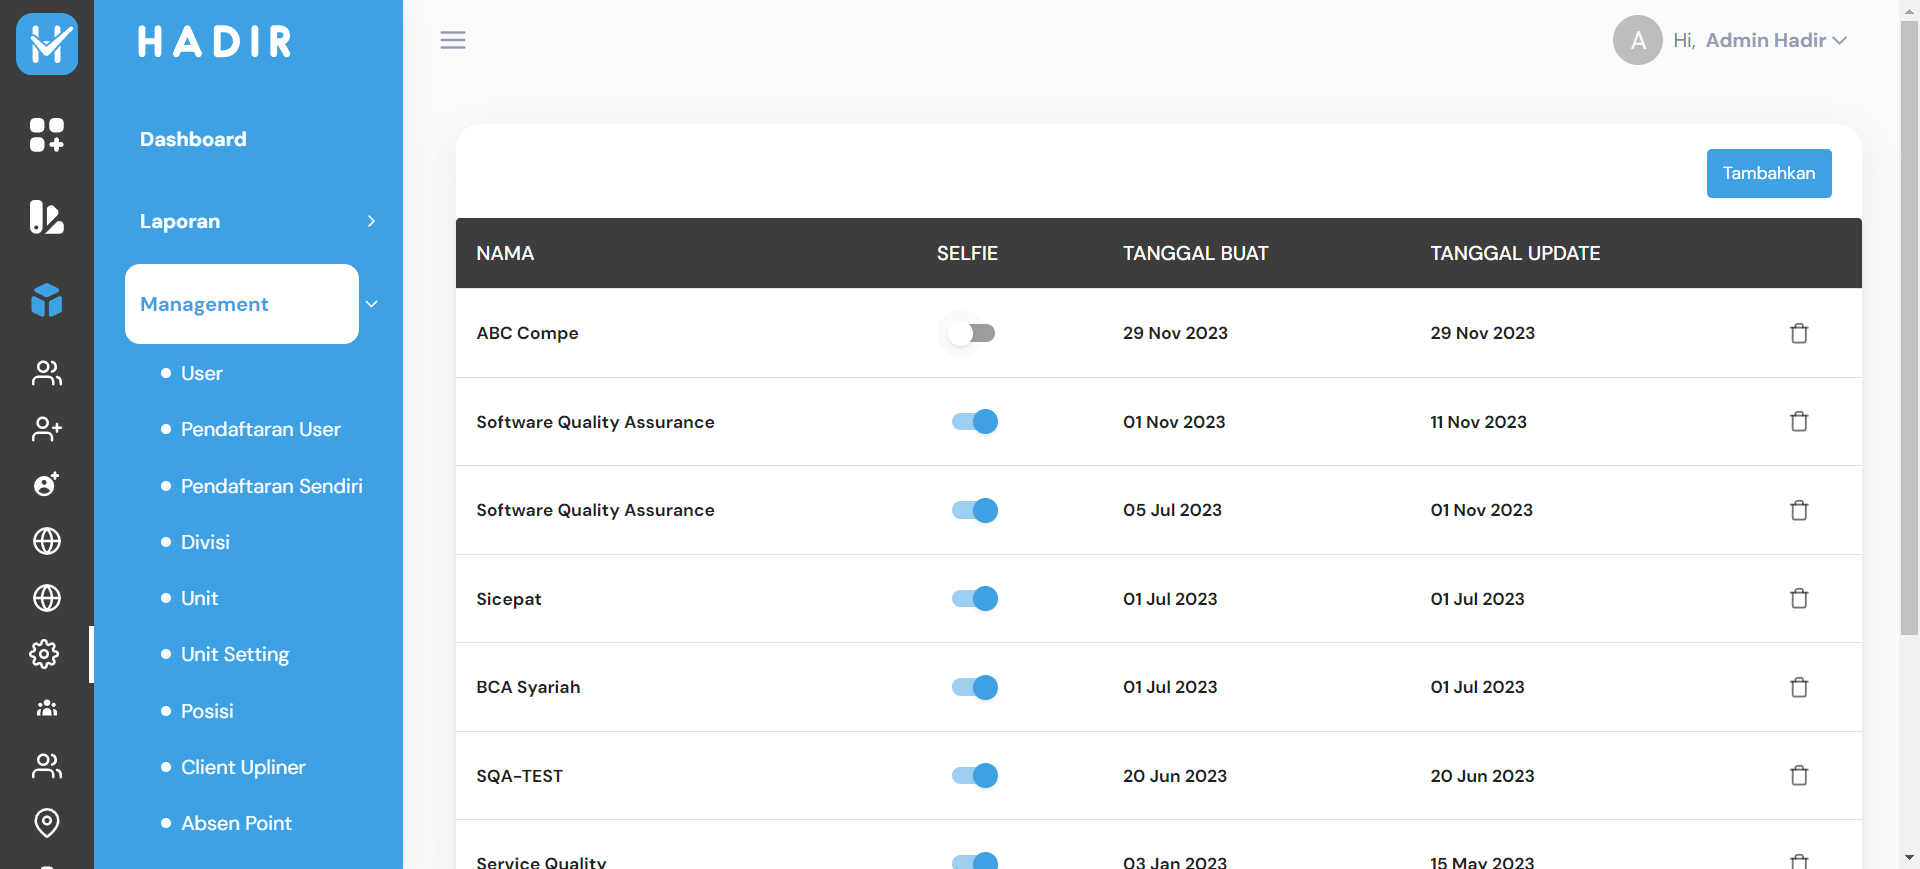 HADIR
Hi, Admin Hadir
A
Dashboard
Laporan
Management
User
Pendaftaran User
Pendaftaran Sendiri
Divisi
Unit
Unit Setting
Posisi
Client Upliner
Absen Point
Tambahkan
NAMA SELFIE TANGGAL BUAT TANGGAL UPDATE
ABC Compe 29 Nov 2023 29 Nov 2023
Software Quality Assurance 01 Nov 2023 11 Nov 2023
Software Quality Assurance 05 Jul 2023 01 Nov 2023
Sicepat 01 Jul 2023 01 Jul 2023
BCA Syariah 01 Jul 2023 01 Jul 2023
SQA-TEST 20 Jun 2023 20 Jun 2023
Service Quality 03 Jan 2023 15 May 2023